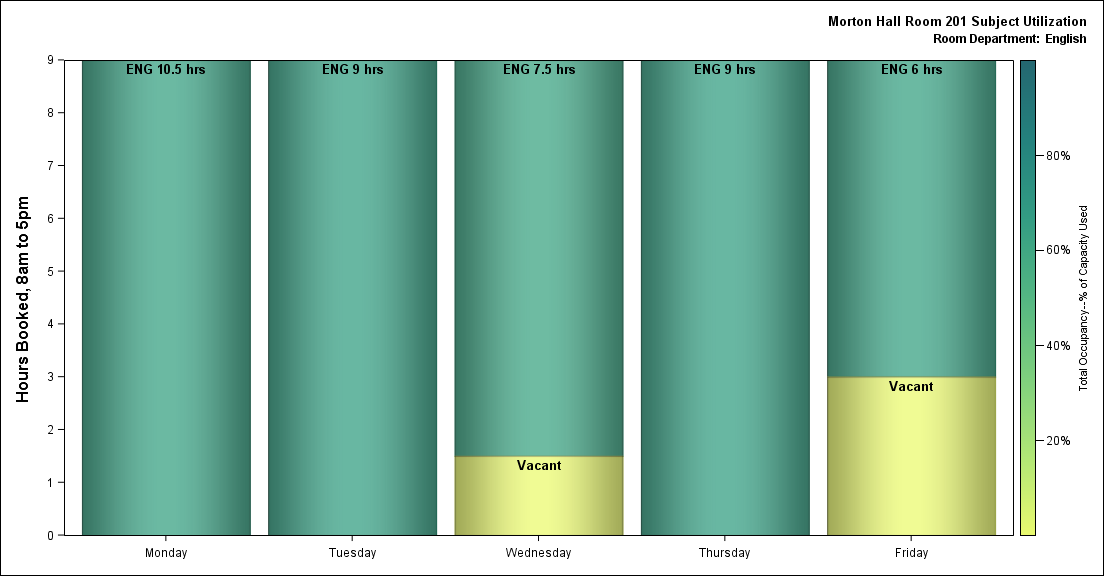 Morton Hall Room 201 Subject Utilization
Room Department: English
Hours Booked, 8am to 5pm
9
8
7
6
5
4
3
2
1
0
ENG 10.5 hrs
ENG 9 hrs
ENG 7.5 hrs
ENG 9 hrs
ENG 6 hrs
Vacant
Vacant
Monday
Tuesday
Wednesday
Thursday
Friday
80%
60%
40%
20%
Total Occupancy--% of Capacity Used